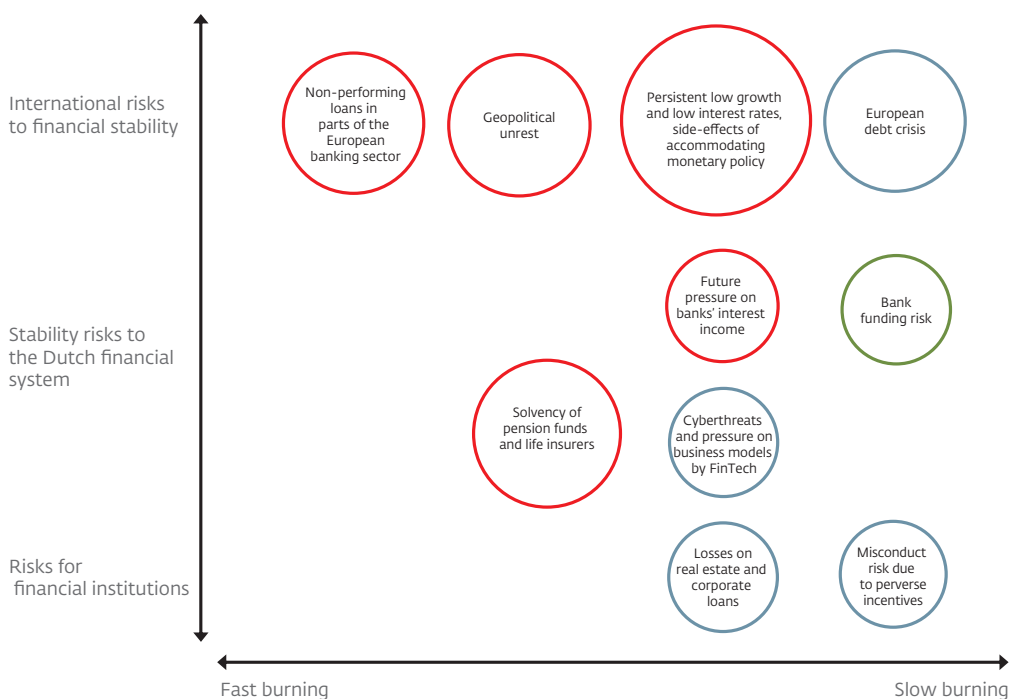 International risks
to financial stability
Non-performing
loans in
parts of the
European
banking sector
Geopolitical
unrest
Persistent low growth
and low interest rates,
side-effects of
accommodating
monetary policy
European
debt crisis
Stability risks to
the Dutch financial
system
Future
pressure on
banks' interest
income
Bank
funding risk
Solvency of
pension funds
and life insurers
Cyberthreats
and pressure on
business models
by FinTech
Risks for
financial institutions
Losses on
real estate and
corporate
loans
Misconduct
risk due
to perverse
incentives
Fast burning
Slow burning